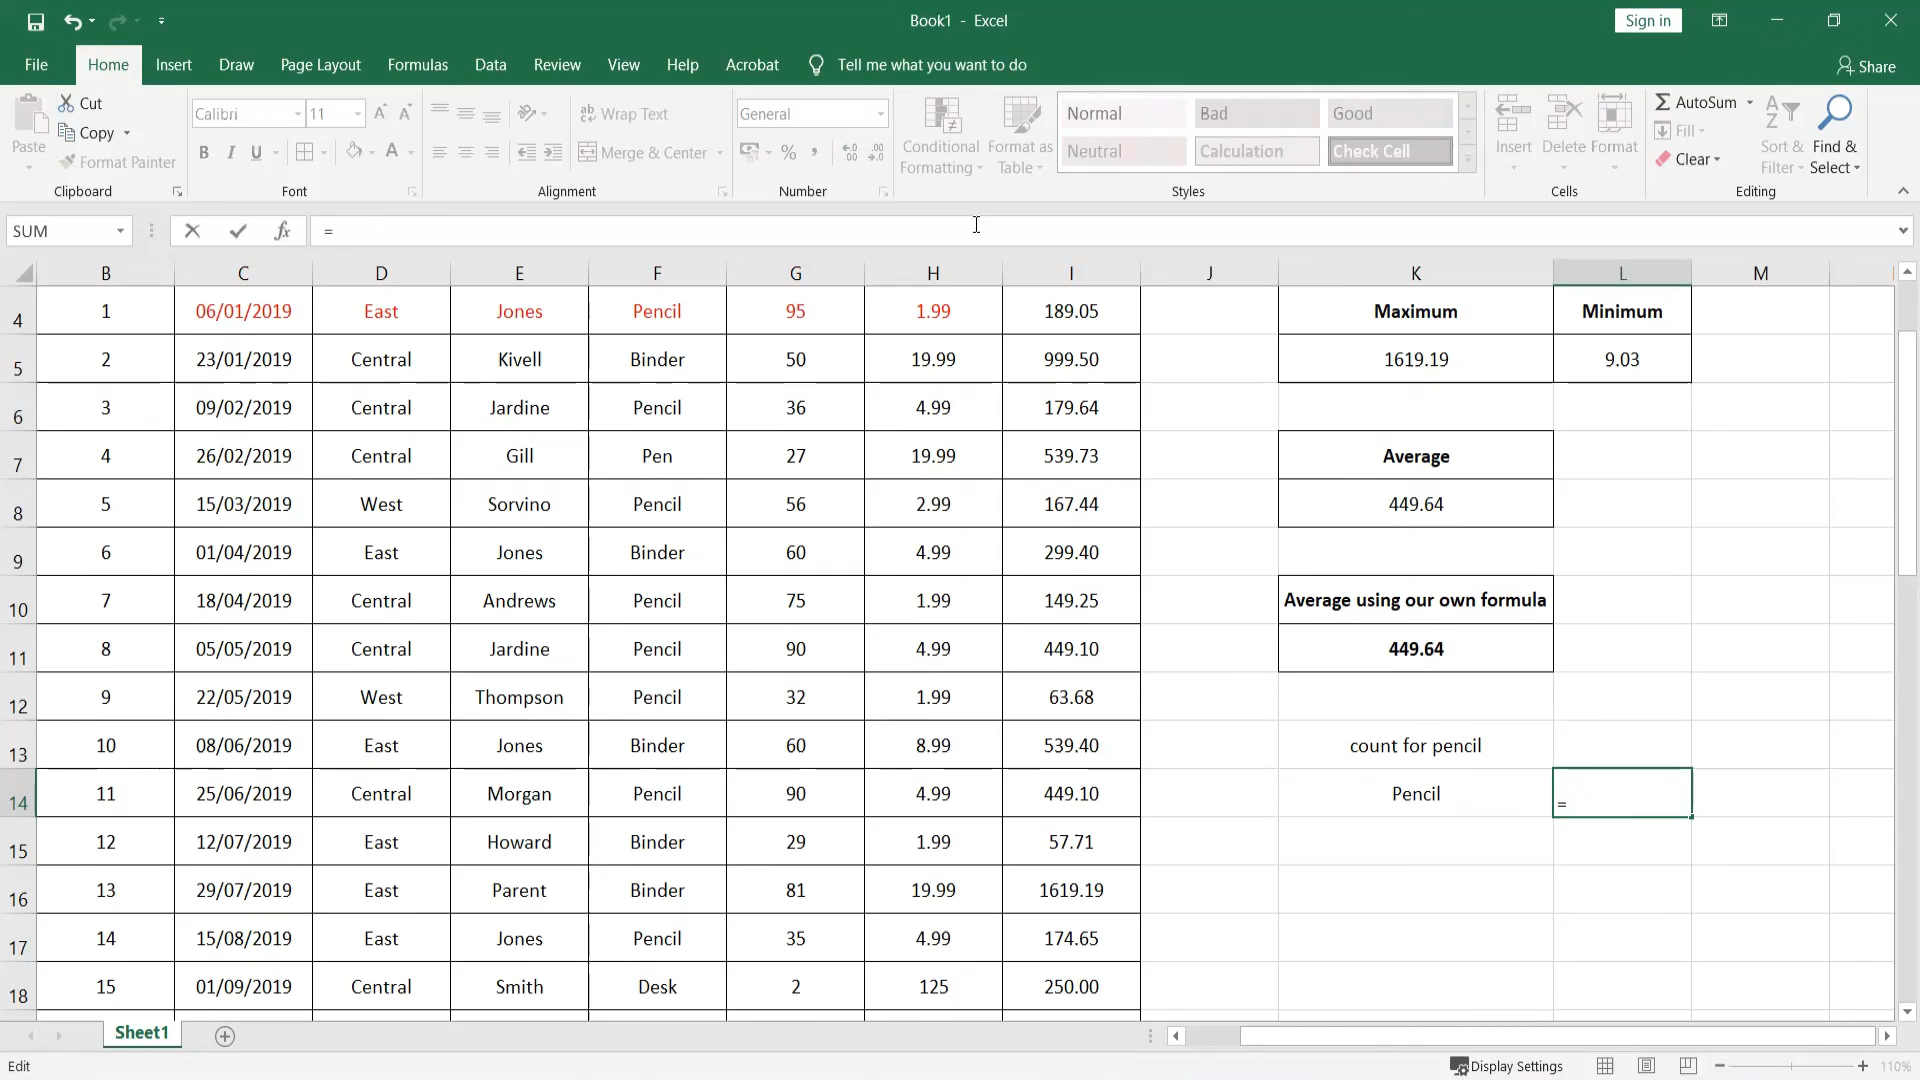 Book1 - Excel
Sign in
File Home Insert Draw Page Layout Formulas Data Review View Help Acrobat Tell me what you want to do Share
Paste Cut Copy Format Painter Clipboard
Calibri 11 B I U A Font
Wrap Text Merge & Center Alignment
General % , Number
Conditional Formatting Format as Table
Normal Bad Good
Neutral Calculation Check Cell
Styles
Insert Delete Format Cells
AutoSum Fill Clear Sort & Filter Find & Select Editing
SUM fx =
B C D E F G H I J K L M
4 1 06/01/2019 East Jones Pencil 95 1.99 189.05 Maximum Minimum
5 2 23/01/2019 Central Kivell Binder 50 19.99 999.50 1619.19 9.03
6 3 09/02/2019 Central Jardine Pencil 36 4.99 179.64
7 4 26/02/2019 Central Gill Pen 27 19.99 539.73 Average
8 5 15/03/2019 West Sorvino Pencil 56 2.99 167.44 449.64
9 6 01/04/2019 East Jones Binder 60 4.99 299.40
10 7 18/04/2019 Central Andrews Pencil 75 1.99 149.25 Average using our own formula
11 8 05/05/2019 Central Jardine Pencil 90 4.99 449.10 449.64
12 9 22/05/2019 West Thompson Pencil 32 1.99 63.68
13 10 08/06/2019 East Jones Binder 60 8.99 539.40 count for pencil
14 11 25/06/2019 Central Morgan Pencil 90 4.99 449.10 Pencil =
15 12 12/07/2019 East Howard Binder 29 1.99 57.71
16 13 29/07/2019 East Parent Binder 81 19.99 1619.19
17 14 15/08/2019 East Jones Pencil 35 4.99 174.65
18 15 01/09/2019 Central Smith Desk 2 125 250.00
Sheet1
Edit Display Settings 110%